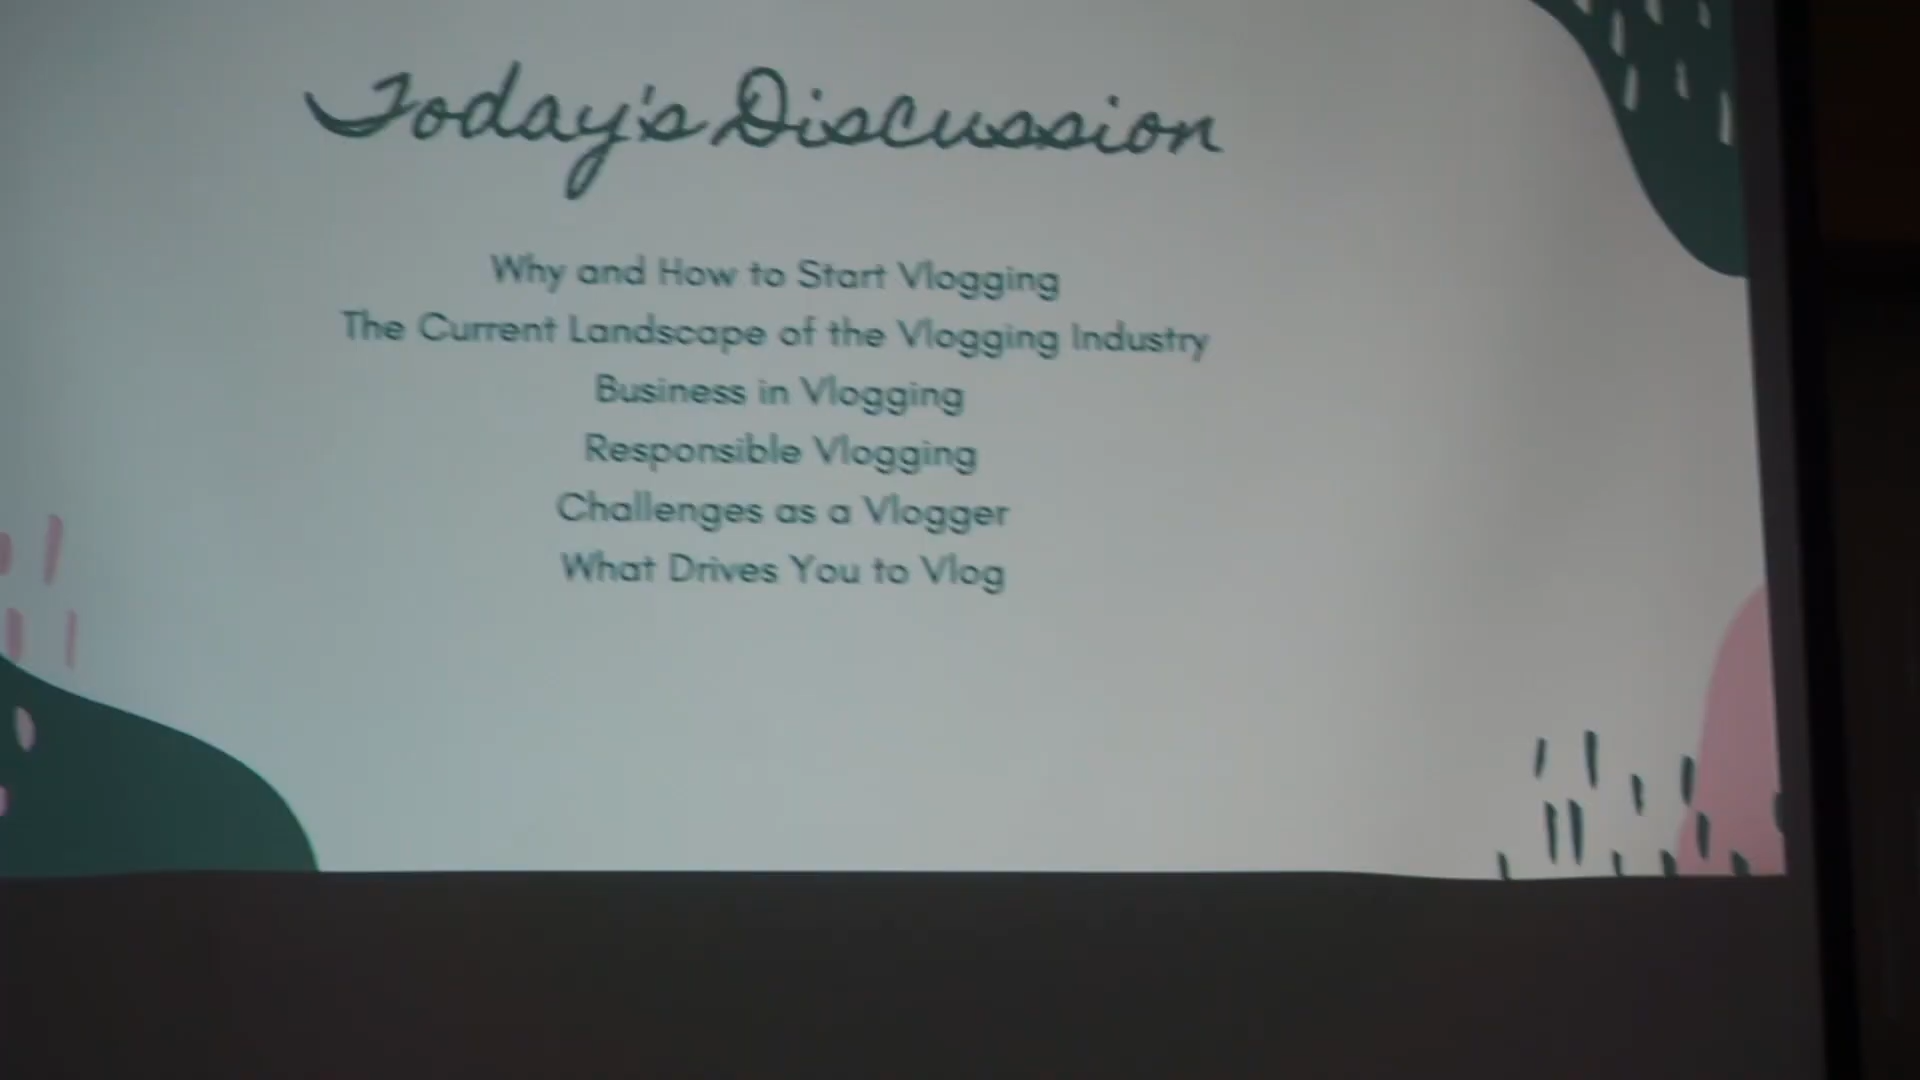 Today's Discussion
Why and How to Start Vlogging
The Current Landscape of the Vlogging Industry
Business in Vlogging
Responsible Vlogging
Challenges as a Vlogger
What Drives You to Vlog